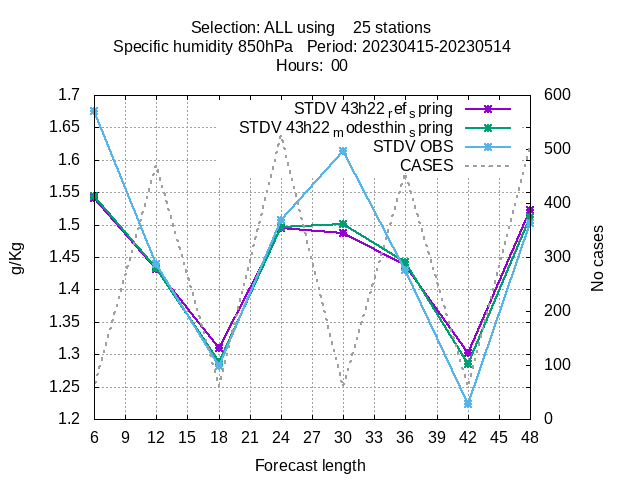 Selection: ALL using    25 stations
Specific humidity 850hPa   Period: 20230415-20230514
Hours:  00
STDV 43h22_ref_spring
STDV 43h22_modesthin_spring
STDV OBS
CASES
1.7
1.65
1.6
1.55
1.5
1.45
1.4
1.35
1.3
1.25
1.2
g/Kg
600
500
400
300
200
100
0
No cases
6 9 12 15 18 21 24 27 30 33 36 39 42 45 48
Forecast length